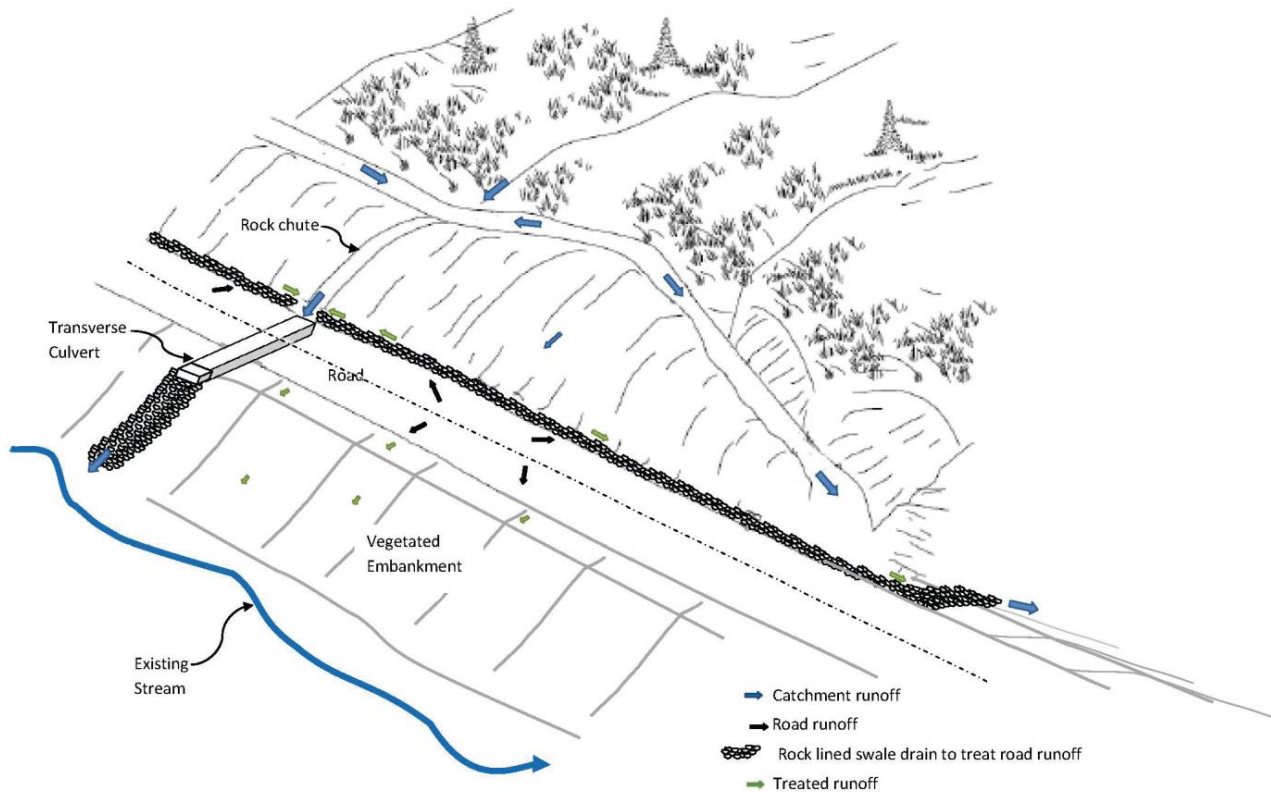 Rock chute
Transverse
Culvert
Road
Vegetated
Embankment
Existing
Stream
Catchment runoff
Road runoff
Rock lined swale drain to treat road runoff
Treated runoff